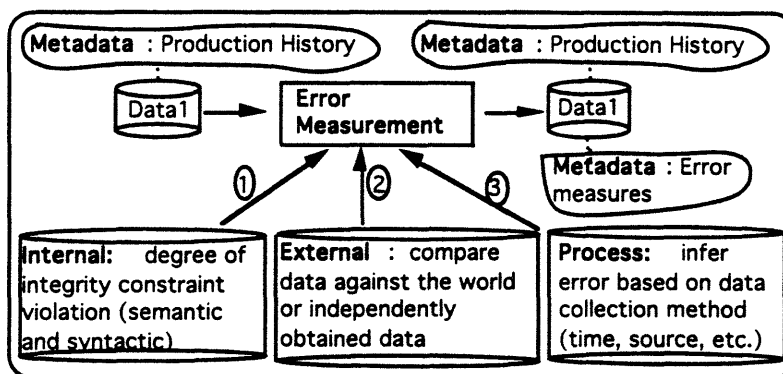 Metadata : Production History
Metadata : Production History
Data1
Error
Measurement
Data1
Metadata : Error
measures
1
2
3
Internal: degree of
integrity constraint
violation (semantic
and syntactic)
External : compare
data against the world
or independently
obtained data
Process: infer
error based on data
collection method
(time, source, etc.)